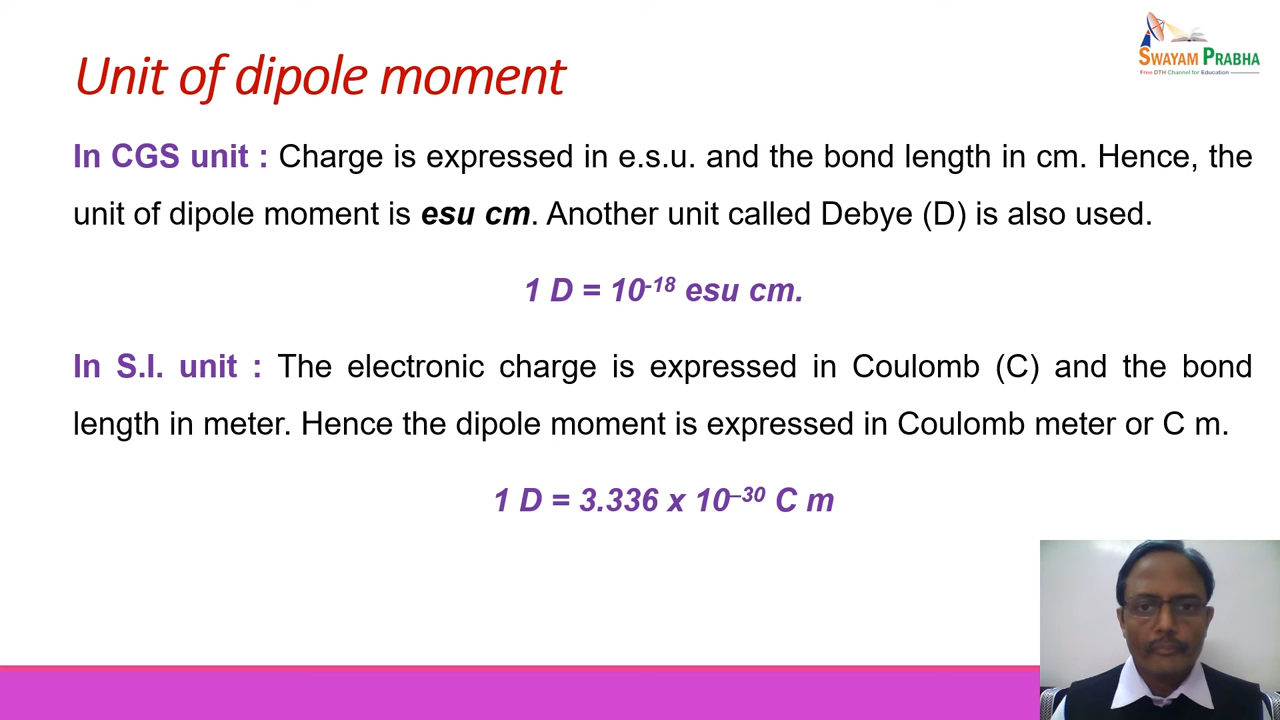 Unit of dipole moment
SWAYAM PRABHA
Free DTH Channel for Education
In CGS unit : Charge is expressed in e.s.u. and the bond length in cm. Hence, the
unit of dipole moment is esu cm. Another unit called Debye (D) is also used.
1 D = 10⁻¹⁸ esu cm.
In S.I. unit : The electronic charge is expressed in Coulomb (C) and the bond
length in meter. Hence the dipole moment is expressed in Coulomb meter or C m.
1 D = 3.336 x 10⁻³⁰ C m